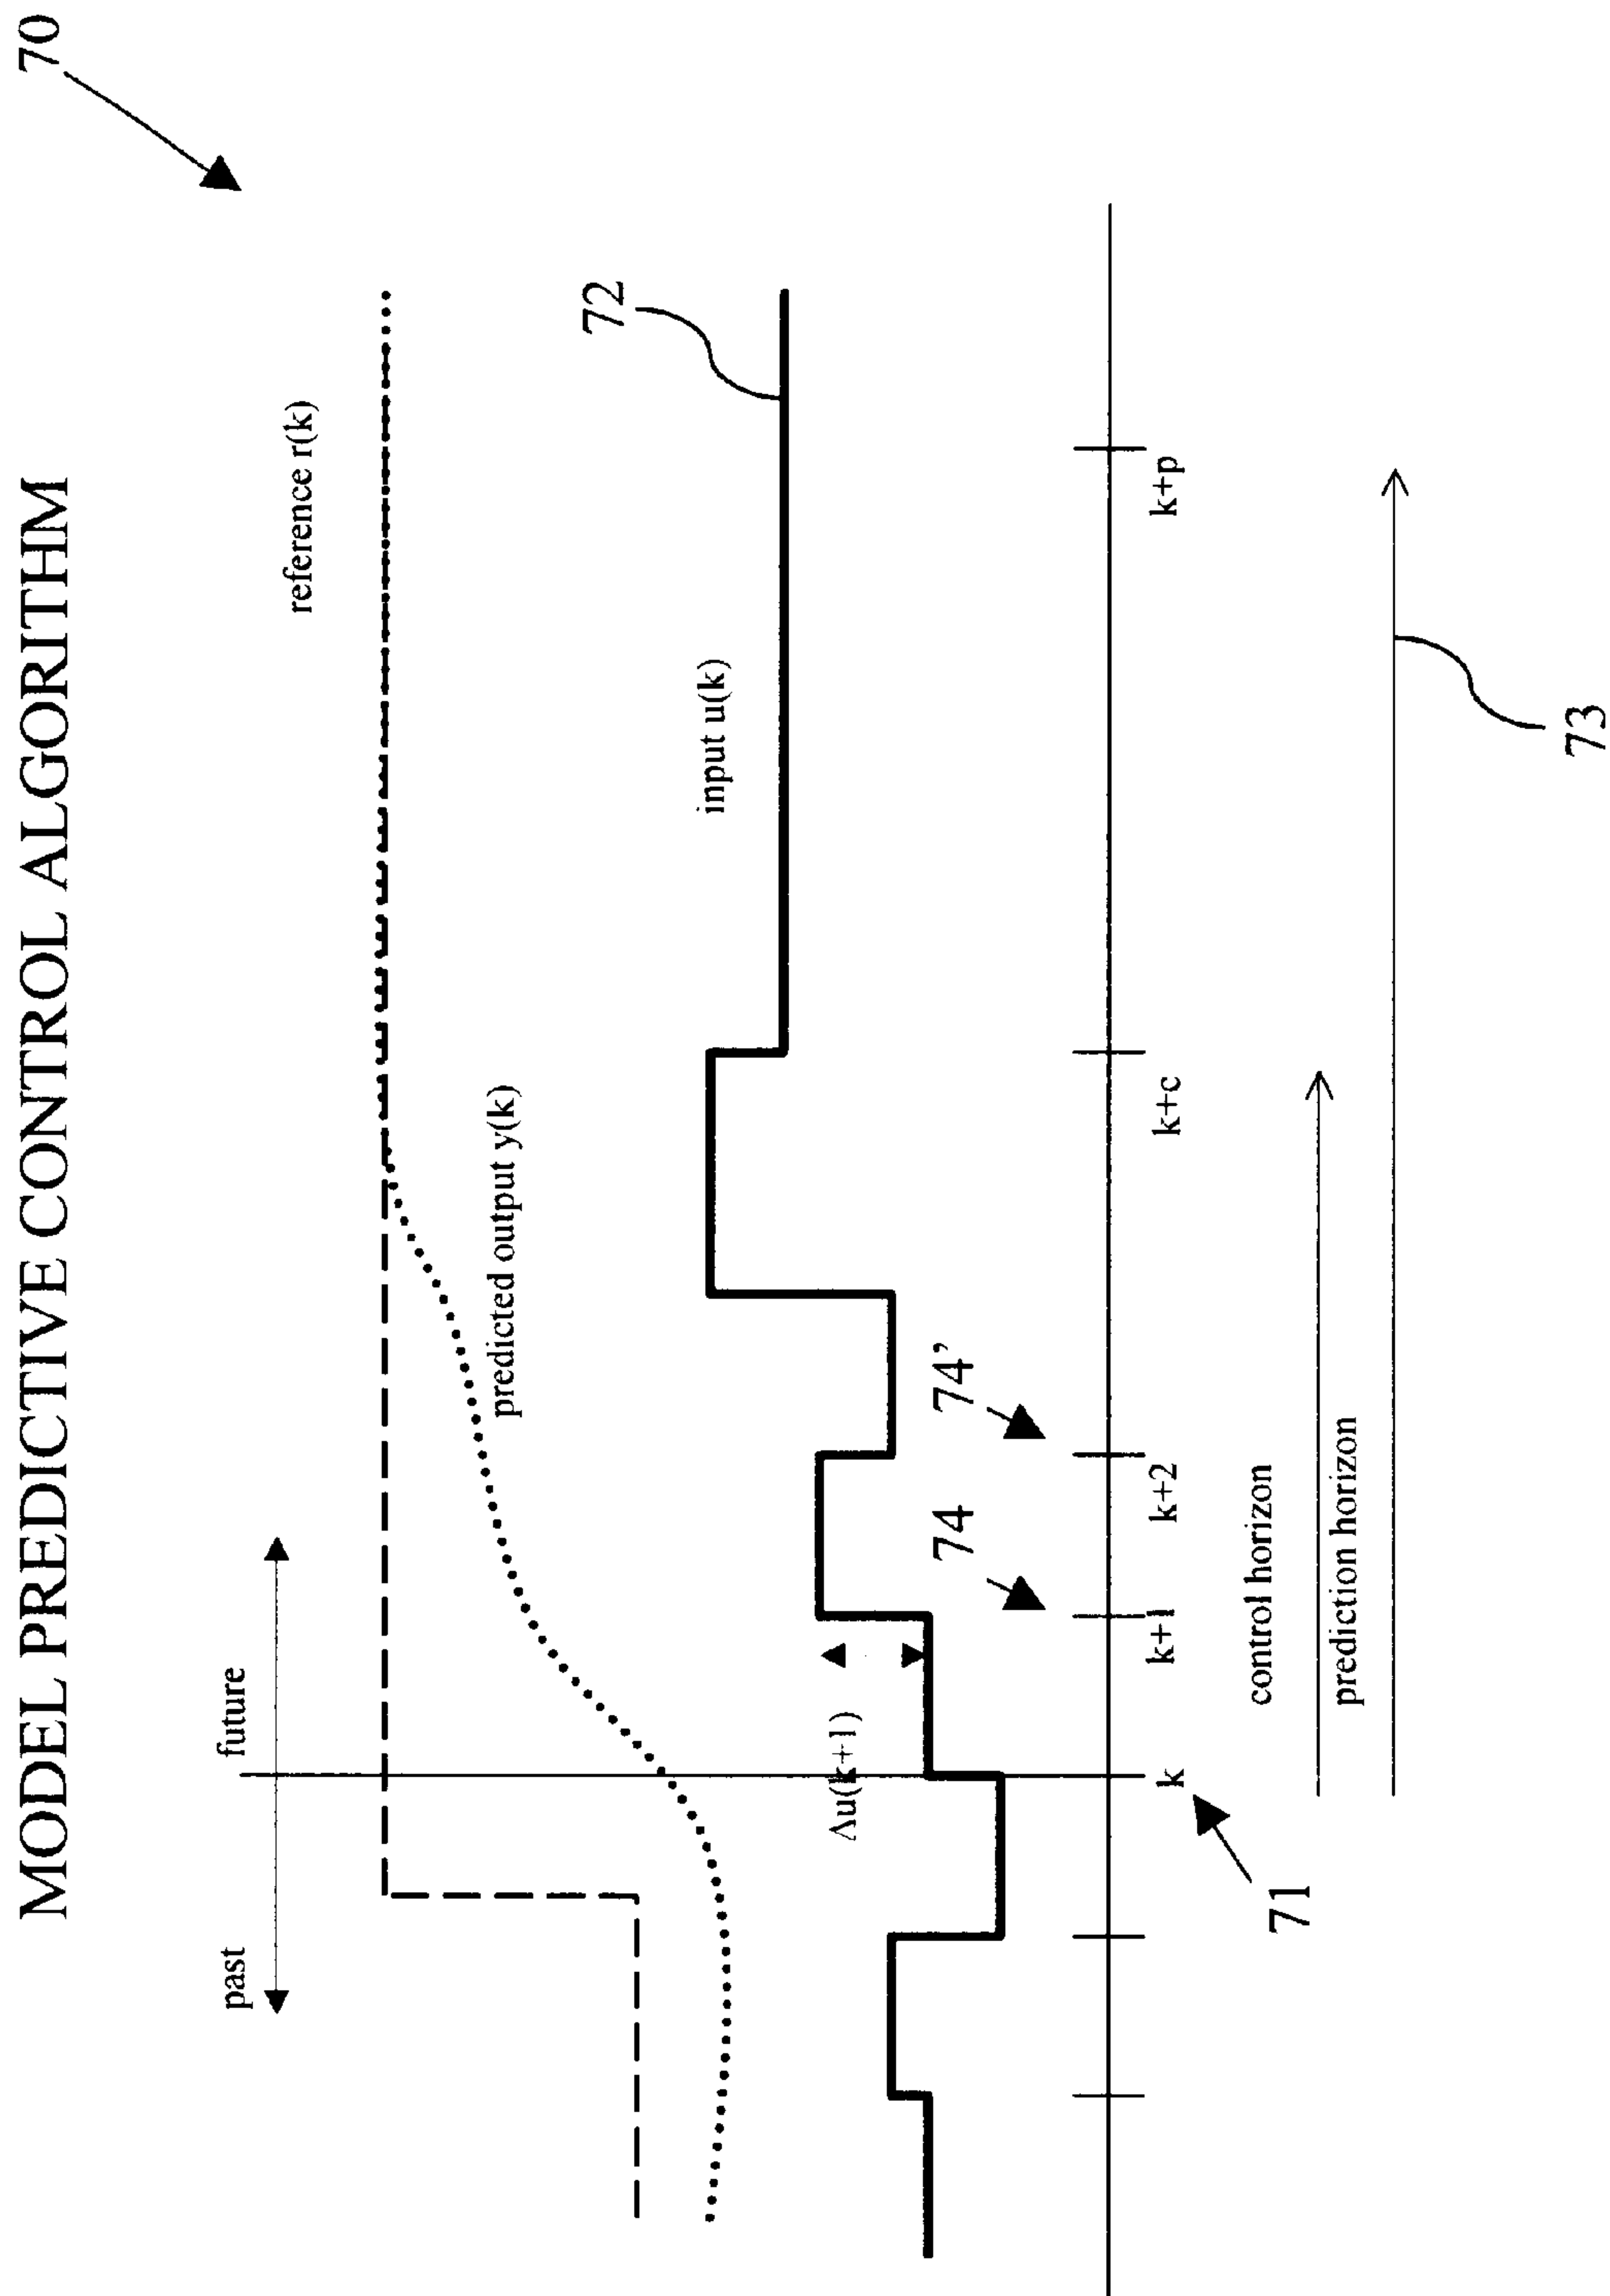 MODEL PREDICTIVE CONTROL ALGORITHM
70
past
future
reference r(k)
predicted output y(k)
72
input u(k)
Δu(k+1)
74
74’
k
k+1
k+2
k+c
k+p
71
control horizon
prediction horizon
73